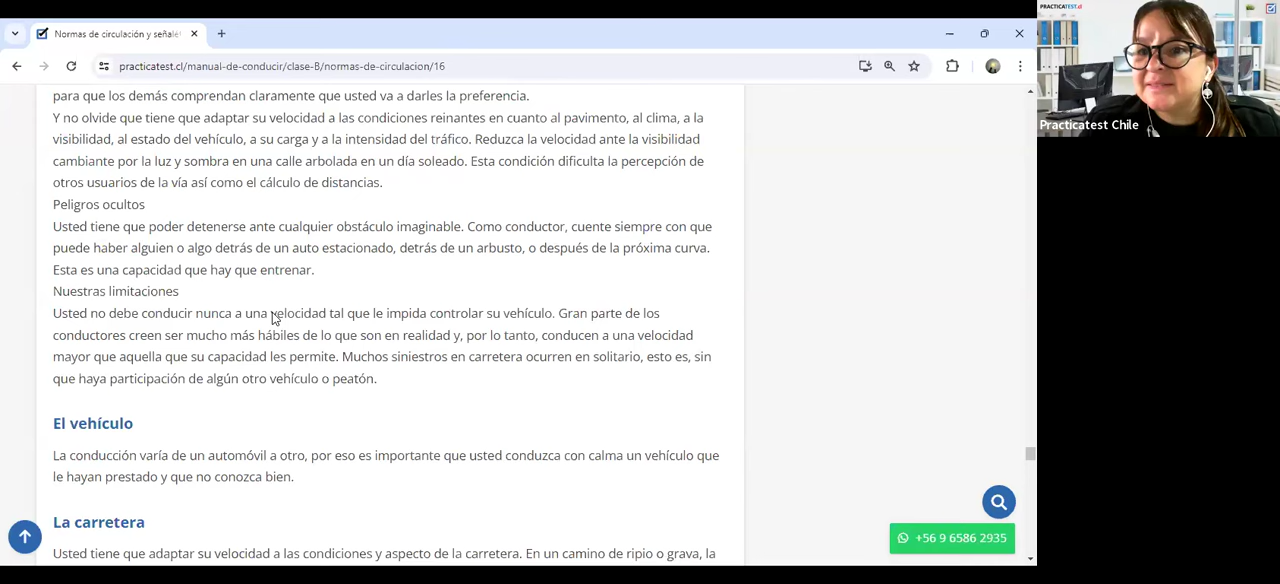 Normas de circulación y señalét
practicatest.cl/manual-de-conducir/clase-B/normas-de-circulacion/16
PRACTICATEST.cl
Practicatest Chile
para que los demás comprendan claramente que usted va a darles la preferencia.
Y no olvide que tiene que adaptar su velocidad a las condiciones reinantes en cuanto al pavimento, al clima, a la
visibilidad, al estado del vehículo, a su carga y a la intensidad del tráfico. Reduzca la velocidad ante la visibilidad
cambiante por la luz y sombra en una calle arbolada en un día soleado. Esta condición dificulta la percepción de
otros usuarios de la vía así como el cálculo de distancias.
Peligros ocultos
Usted tiene que poder detenerse ante cualquier obstáculo imaginable. Como conductor, cuente siempre con que
puede haber alguien o algo detrás de un auto estacionado, detrás de un arbusto, o después de la próxima curva.
Esta es una capacidad que hay que entrenar.
Nuestras limitaciones
Usted no debe conducir nunca a una velocidad tal que le impida controlar su vehículo. Gran parte de los
conductores creen ser mucho más hábiles de lo que son en realidad y, por lo tanto, conducen a una velocidad
mayor que aquella que su capacidad les permite. Muchos siniestros en carretera ocurren en solitario, esto es, sin
que haya participación de algún otro vehículo o peatón.
El vehículo
La conducción varía de un automóvil a otro, por eso es importante que usted conduzca con calma un vehículo que
le hayan prestado y que no conozca bien.
La carretera
Usted tiene que adaptar su velocidad a las condiciones y aspecto de la carretera. En un camino de ripio o grava, la
+56 9 6586 2935